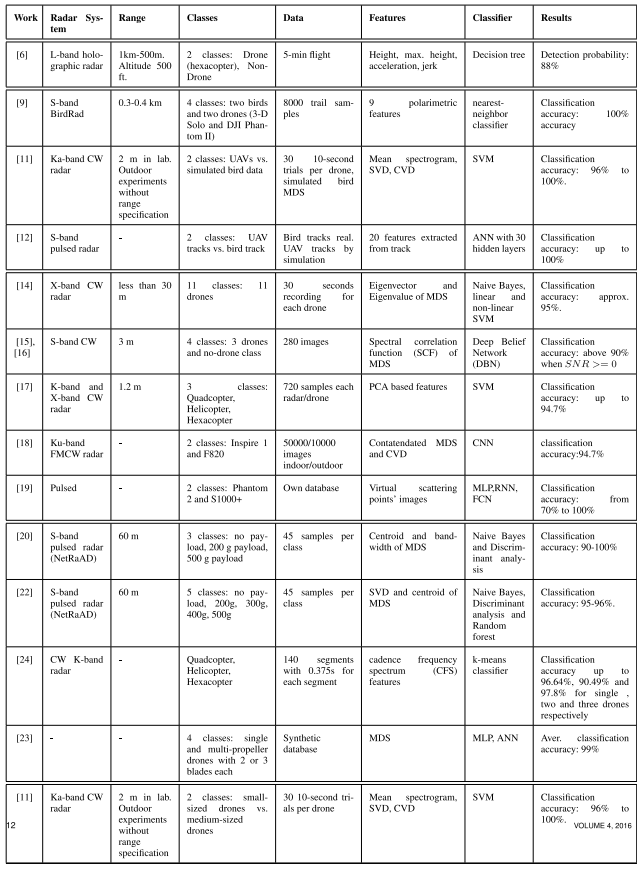 Work Radar Sys- Range Classes Data Features Classifier Results
tem
[6] L-band holo- 1km-500m. 2 classes: Drone 5-min flight Height, max. height, Decision tree Detection probability:
graphic radar Altitude 500 (hexacopter), Non- acceleration, jerk 88%
ft. Drone
[9] S-band 0.3-0.4 km 4 classes: two birds 8000 trail sam- 9 polarimetric nearest- Classification
BirdRad and two drones (3-D ples features neighbor accuracy: 100%
Solo and DJI Phan- classifier accuracy
tom II)
[11] Ka-band CW 2 m in lab. 2 classes: UAVs vs. 30 10-second Mean spectrogram, SVM Classification
radar Outdoor simulated bird data trials per drone, SVD, CVD accuracy: 96% to
experiments simulated bird 100%.
without MDS
range
specification
[12] S-band - 2 classes: UAV Bird tracks real. 20 features extracted ANN with 30 Classification
pulsed radar tracks vs. bird track UAV tracks by from track hidden layers accuracy: up to
simulation 100%
[14] X-band CW less than 30 11 classes: 11 30 seconds Eigenvector and Naive Bayes, Classification
radar m drones recording for Eigenvalue of MDS linear and accuracy: approx.
each drone non-linear 95%.
SVM
[15], S-band CW 3 m 4 classes: 3 drones 280 images Spectral correlation Deep Belief Classification
[16] and no-drone class function (SCF) of Network accuracy: above 90%
MDS (DBN) when SNR >= 0
[17] K-band and 1.2 m 3 classes: 720 samples each PCA based features SVM Classification
X-band CW Quadcopter, radar/drone accuracy: up to
radar Helicopter, 94.7%
Hexacopter
[18] Ku-band - 2 classes: Inspire 1 50000/10000 Contatendated MDS CNN classification
FMCW radar and F820 images and CVD accuracy:94.7%
indoor/outdoor
[19] Pulsed - 2 classes: Phantom Own database Virtual scattering MLP,RNN, Classification
2 and S1000+ points' images FCN accuracy: from
70% to 100%
[20] S-band 60 m 3 classes: no pay- 45 samples per Centroid and band- Naive Bayes Classification
pulsed radar load, 200 g payload, class width of MDS and Discrim- accuracy: 90-100%
(NetRaAD) 500 g payload inant analy-
sis
[22] S-band 60 m 5 classes: no pay- 45 samples per SVD and centroid of Naive Bayes, Classification
pulsed radar load, 200g, 300g, class MDS Discriminant accuracy: 95-96%.
(NetRaAD) 400g, 500g analysis and
Random
forest
[24] CW K-band - Quadcopter, 140 segments cadence frequency k-means Classification
radar Helicopter, with 0.375s for spectrum (CFS) classifier accuracy up to
Hexacopter each segment features 96.64%, 90.49% and
97.8% for single ,
two and three drones
respectively
[23] - - 4 classes: single Synthetic MDS MLP, ANN Aver. classification
and multi-propeller database accuracy: 99%
drones with 2 or 3
blades each
[11] Ka-band CW 2 m in lab. 2 classes: small- 30 10-second tri- Mean spectrogram, SVM Classification
radar Outdoor sized drones vs. als per drone SVD, CVD accuracy: 96% to
experiments medium-sized 100%.
without drones
range
specification
12 VOLUME 4, 2016